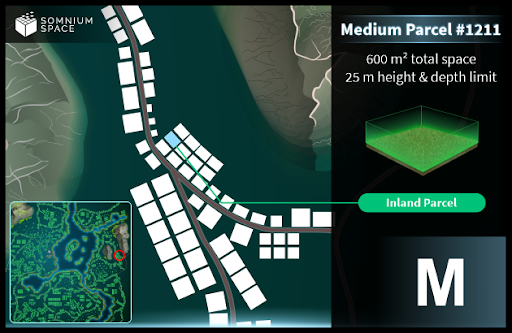 SOMNIUM
SPACE
Medium Parcel #1211
600 m² total space
25 m height & depth limit
Inland Parcel
M